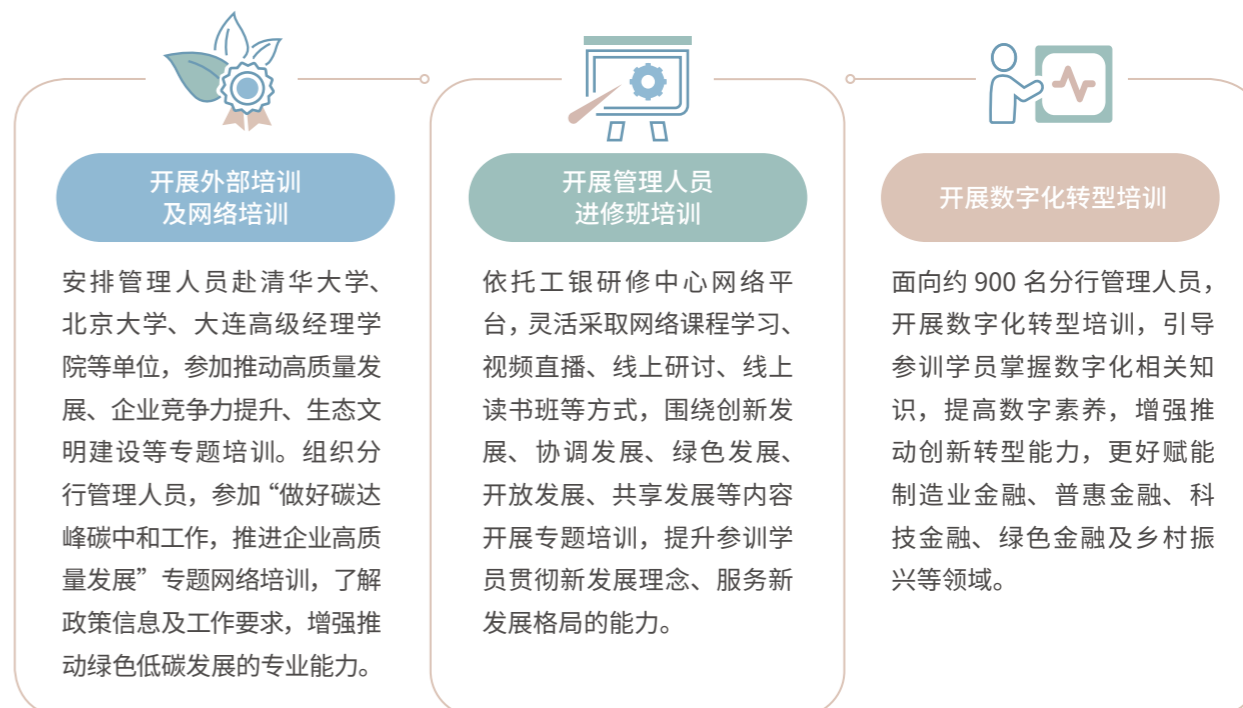 开展外部培训
及网络培训
安排管理人员赴清华大学、
北京大学、大连高级经理学
院等单位，参加推动高质量发
展、企业竞争力提升、生态文
明建设等专题培训。组织分
行管理人员，参加“做好碳达
峰碳中和工作，推进企业高质
量发展”专题网络培训，了解
政策信息及工作要求，增强推
动绿色低碳发展的专业能力。
开展管理人员
进修班培训
依托工银研修中心网络平
台，灵活采取网络课程学习、
视频直播、线上研讨、线上
读书班等方式，围绕创新发
展、协调发展、绿色发展、
开放发展、共享发展等内容
开展专题培训，提升参训学
员贯彻新发展理念、服务新
发展格局的能力。
开展数字化转型培训
面向约 900 名分行管理人员，
开展数字化转型培训，引导
参训学员掌握数字化相关知
识，提高数字素养，增强推
动创新转型能力，更好赋能
制造业金融、普惠金融、科
技金融、绿色金融及乡村振
兴等领域。